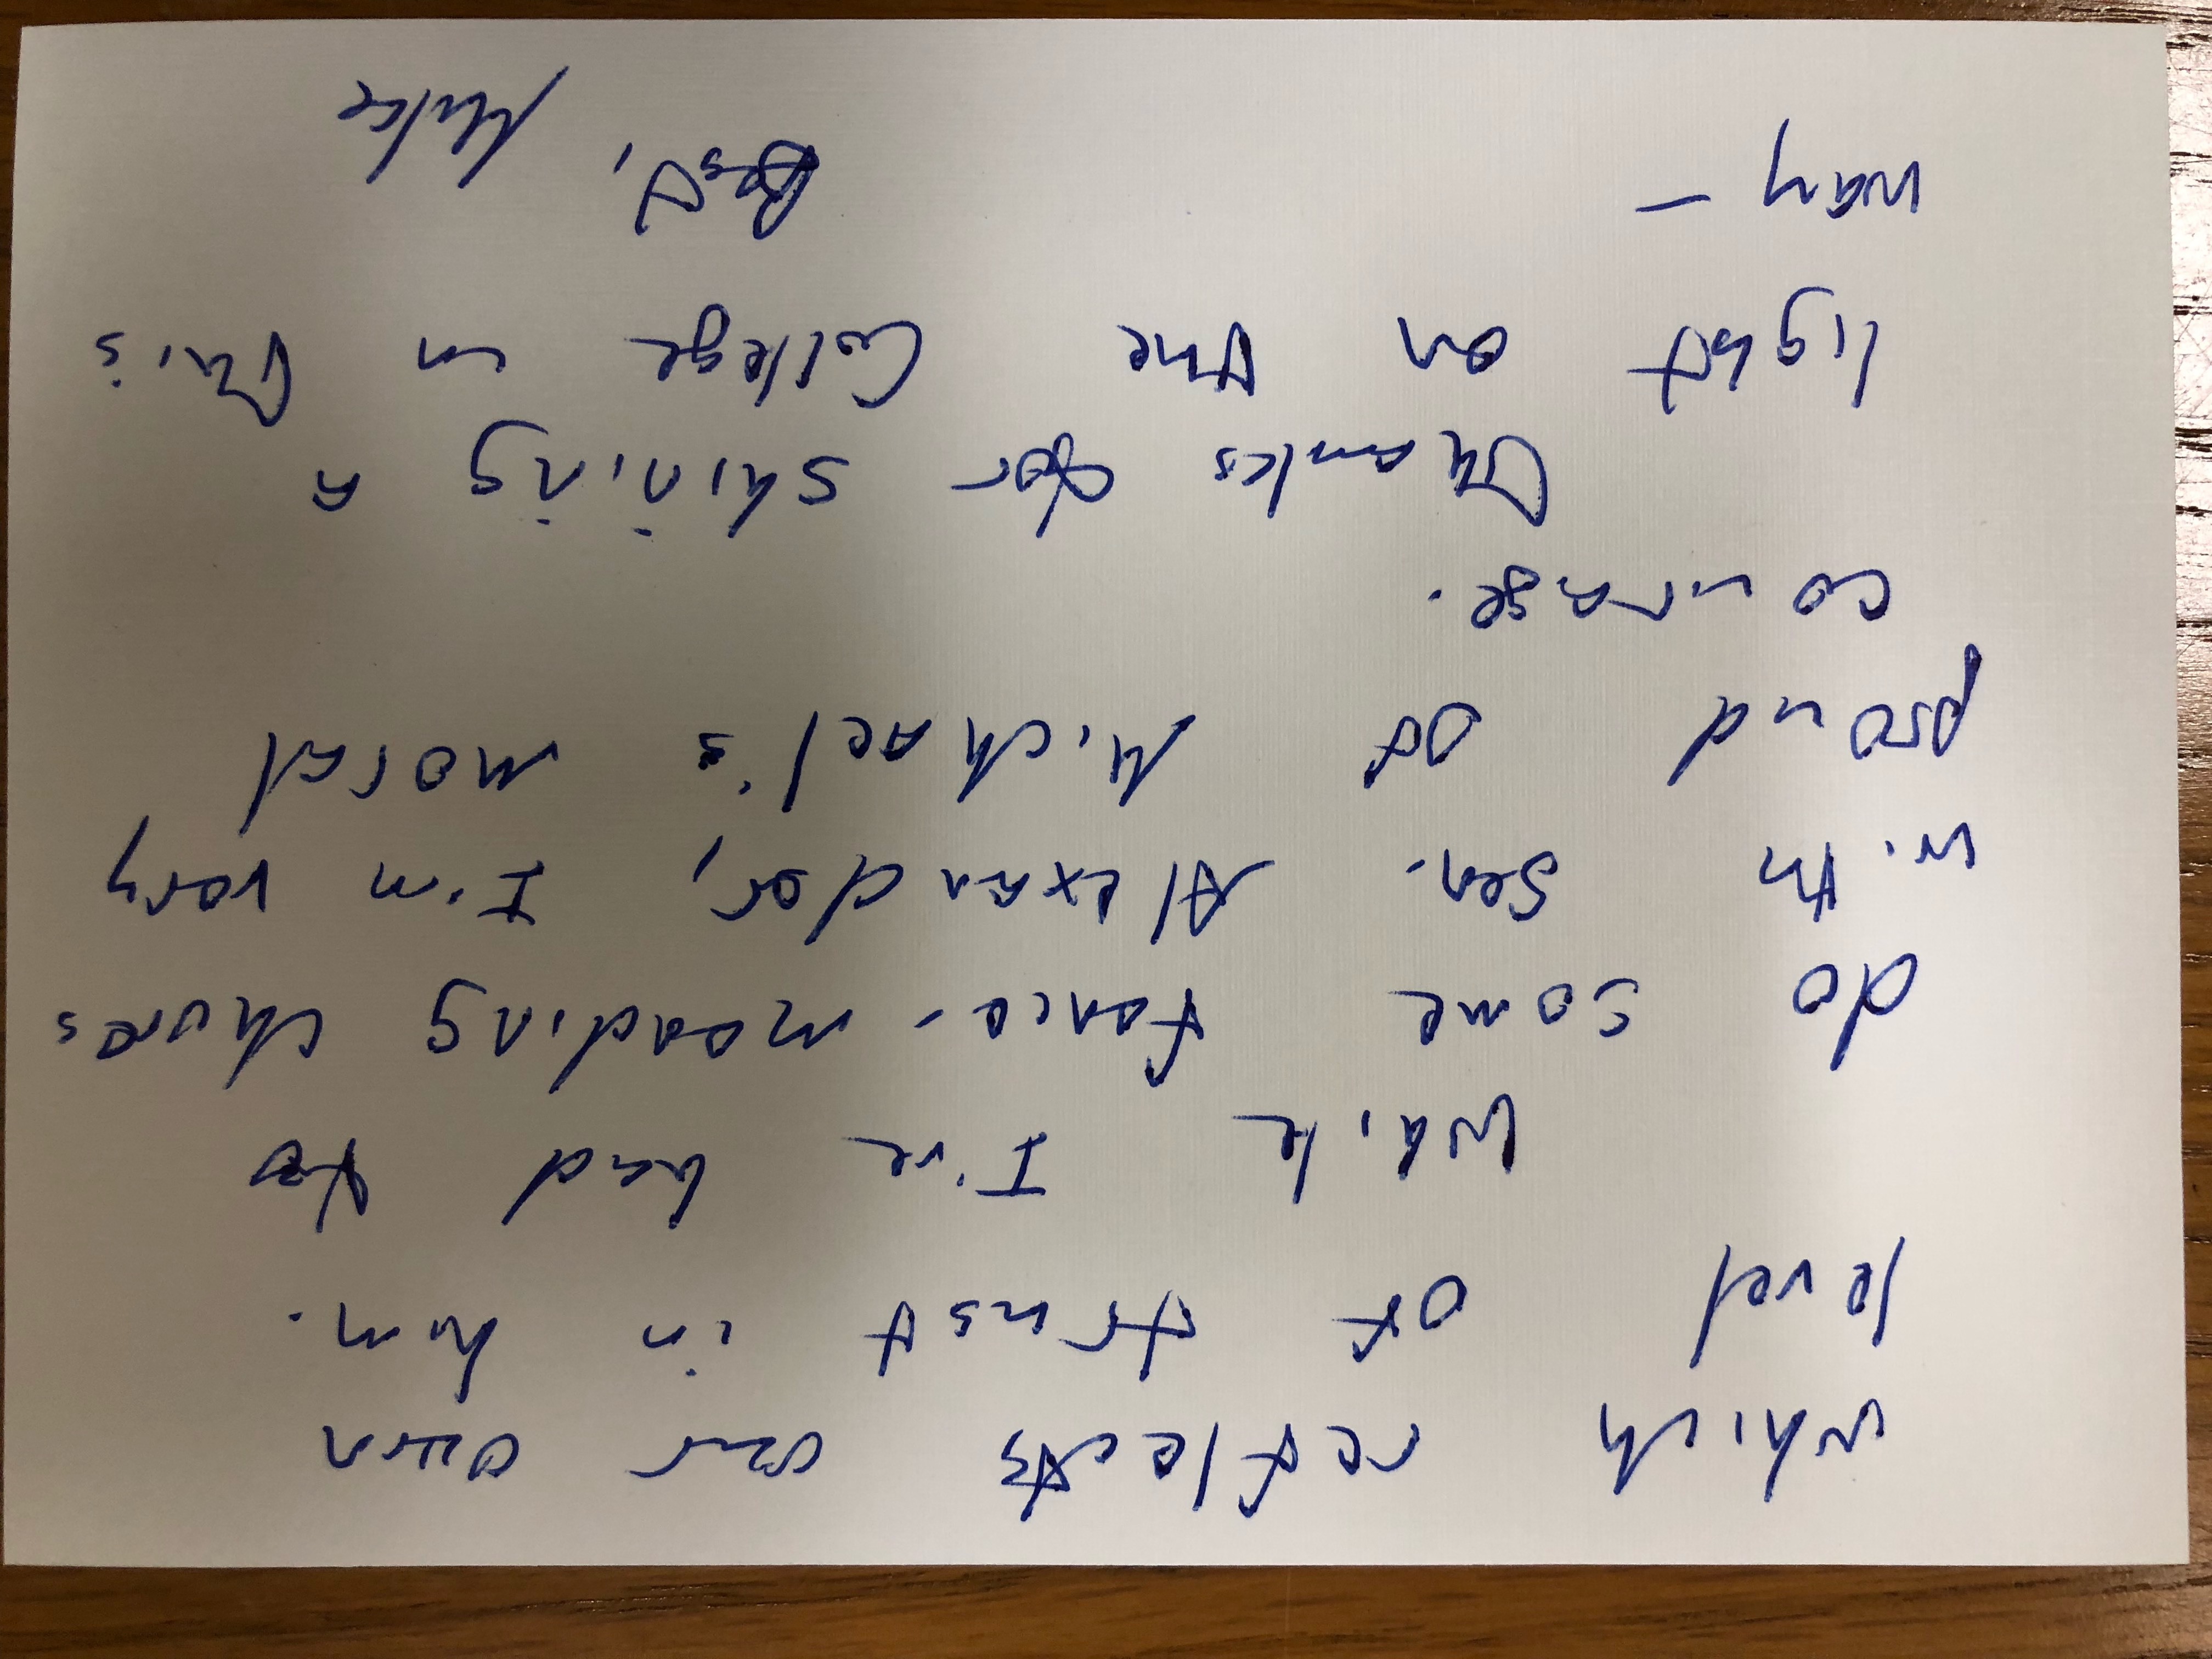 which reflects our own
level of trust in him.
While I've had to
do some fence-mending chores
with Sen. Alexander, I'm very
proud of Michael's moral
courage.
Thanks for shining a
light on the College in this
way –
Best,
Mike